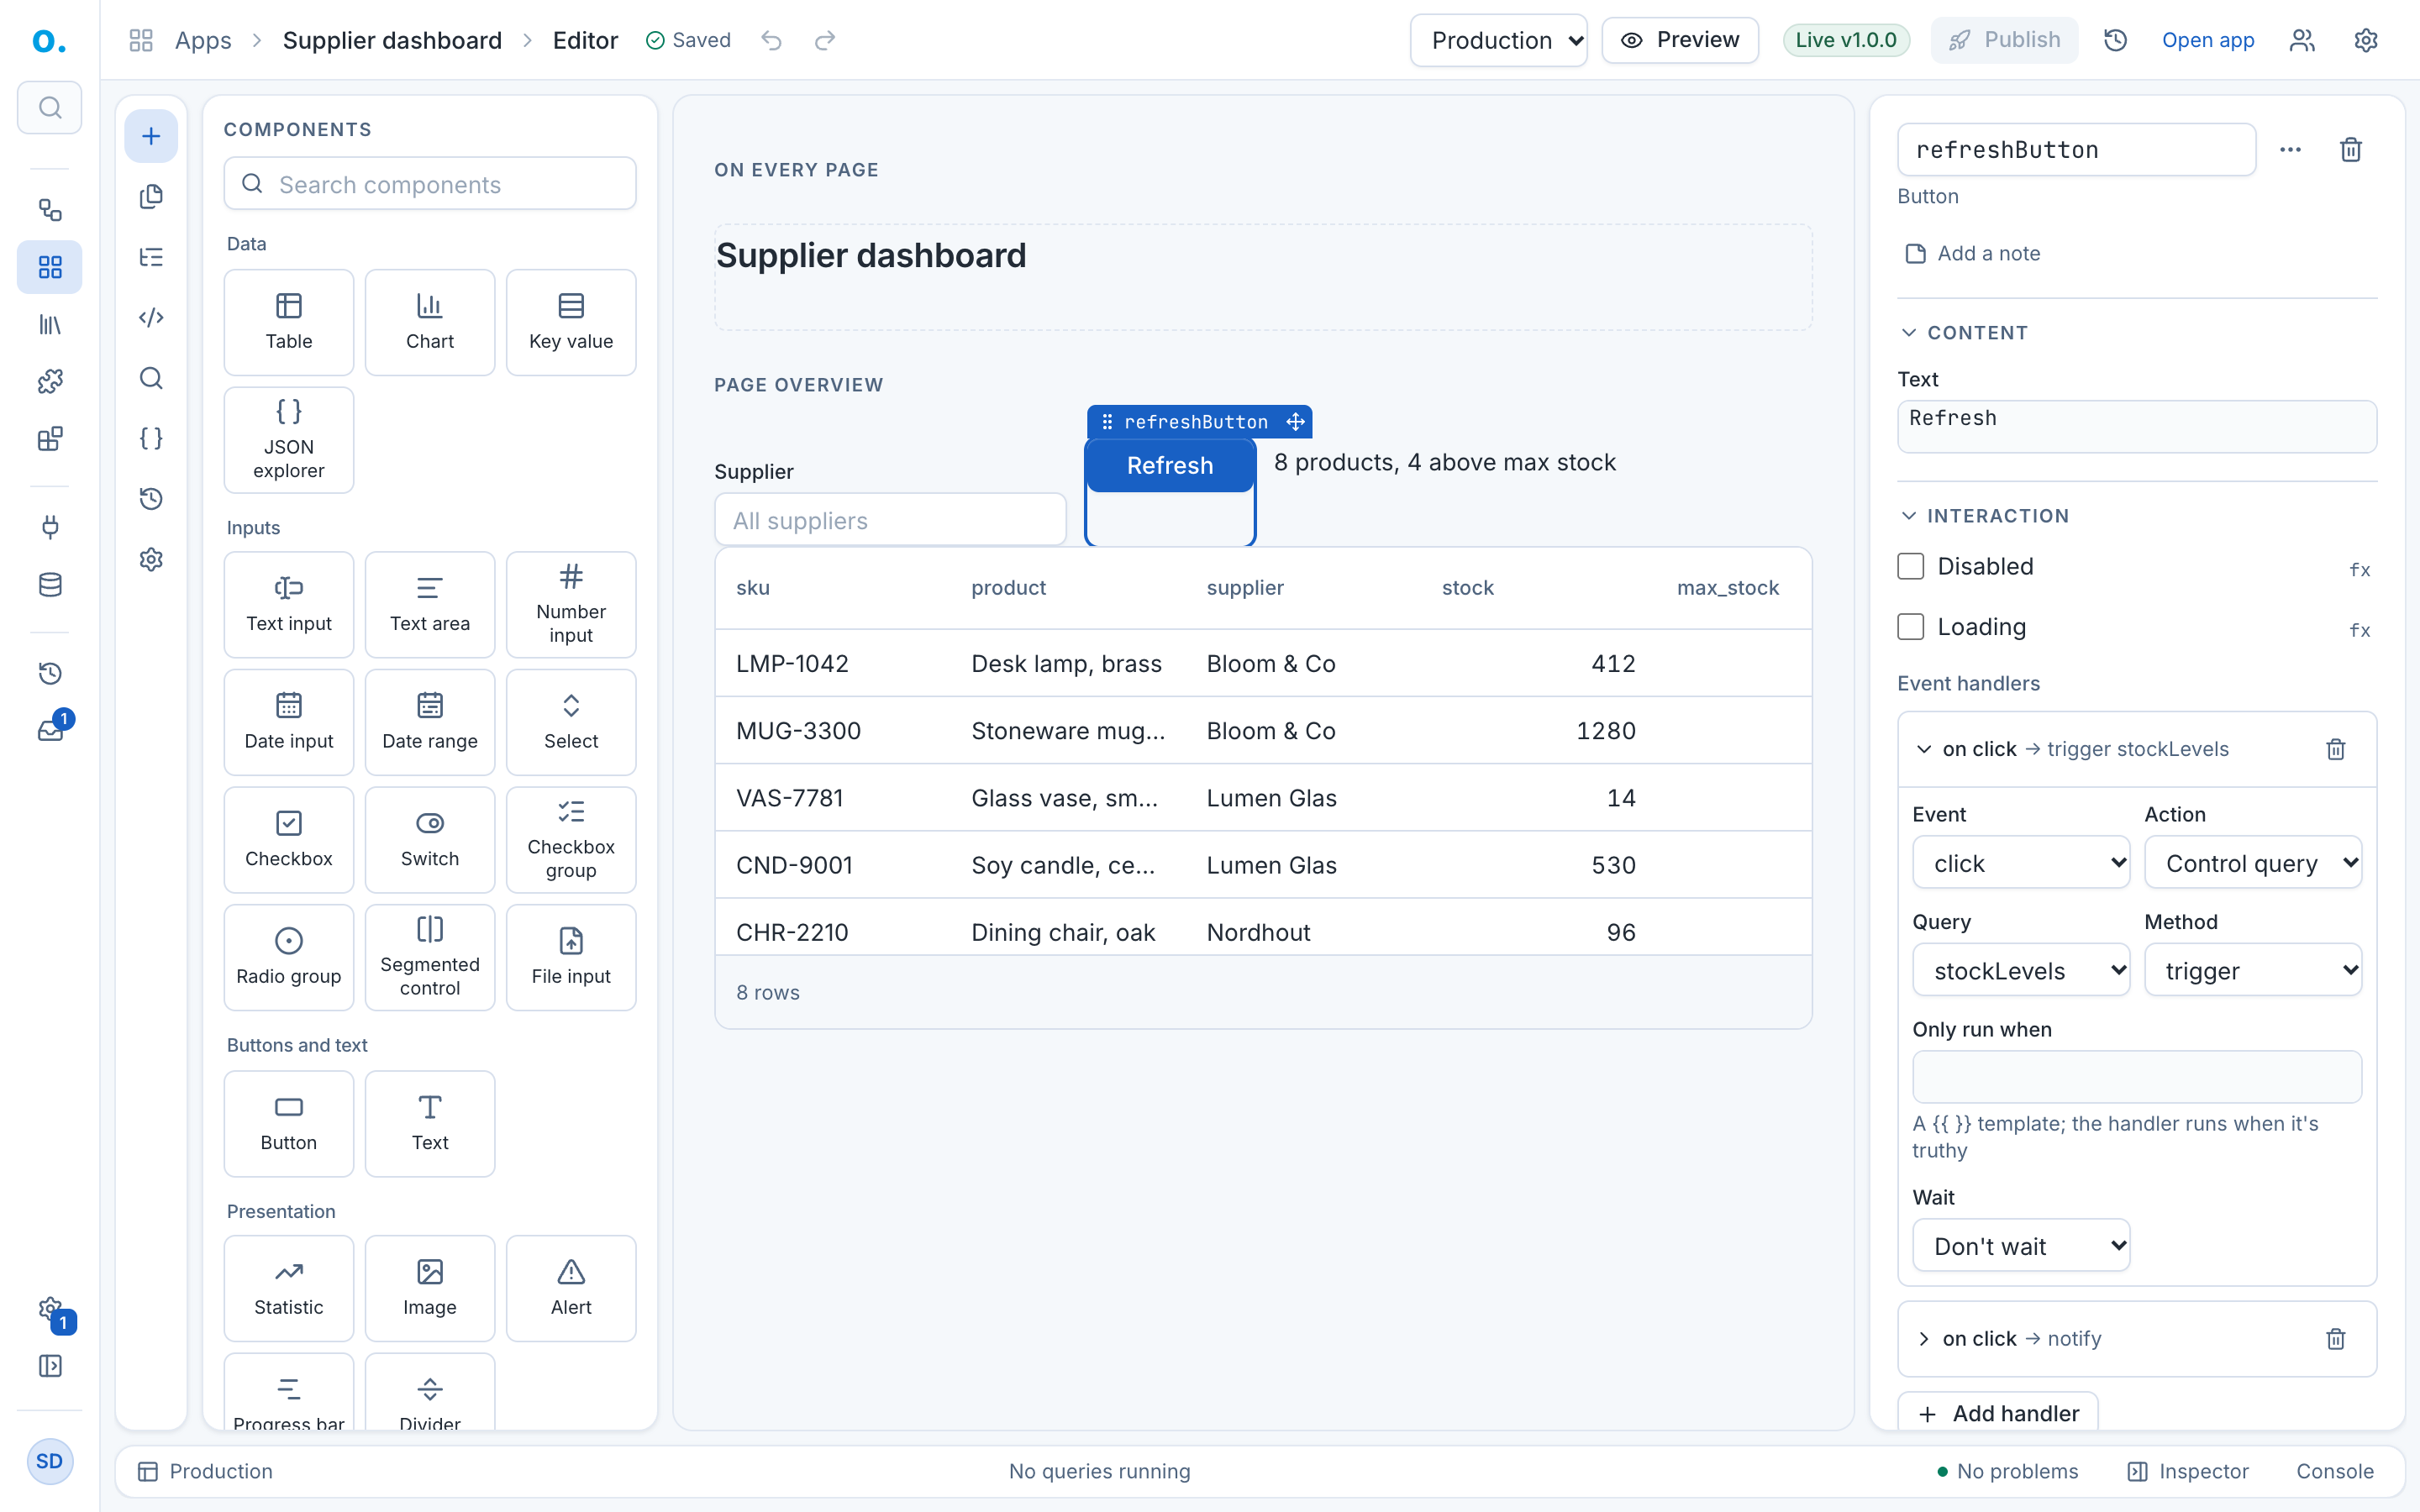 o.
Apps
Supplier dashboard
Editor
Saved
Production
Preview
Live v1.0.0
Publish
Open app
COMPONENTS
Search components
Data
Table
Chart
Key value
JSON
explorer
Inputs
Text input
Text area
Number
input
Date input
Date range
Select
Checkbox
Switch
Checkbox
group
Radio group
Segmented
control
File input
Buttons and text
Button
Text
Presentation
Statistic
Image
Alert
Progress bar
Divider
1
1
SD
ON EVERY PAGE
Supplier dashboard
PAGE OVERVIEW
refreshButton
Supplier
All suppliers
Refresh
8 products, 4 above max stock
sku product supplier stock max_stock
LMP-1042 Desk lamp, brass Bloom & Co 412
MUG-3300 Stoneware mug... Bloom & Co 1280
VAS-7781 Glass vase, sm... Lumen Glas 14
CND-9001 Soy candle, ce... Lumen Glas 530
CHR-2210 Dining chair, oak Nordhout 96
8 rows
refreshButton
Button
Add a note
CONTENT
Text
Refresh
INTERACTION
Disabled fx
Loading fx
Event handlers
on click → trigger stockLevels
Event Action
click Control query
Query Method
stockLevels trigger
Only run when
A {{ }} template; the handler runs when it's
truthy
Wait
Don't wait
on click → notify
Add handler
Production
No queries running
No problems
Inspector
Console